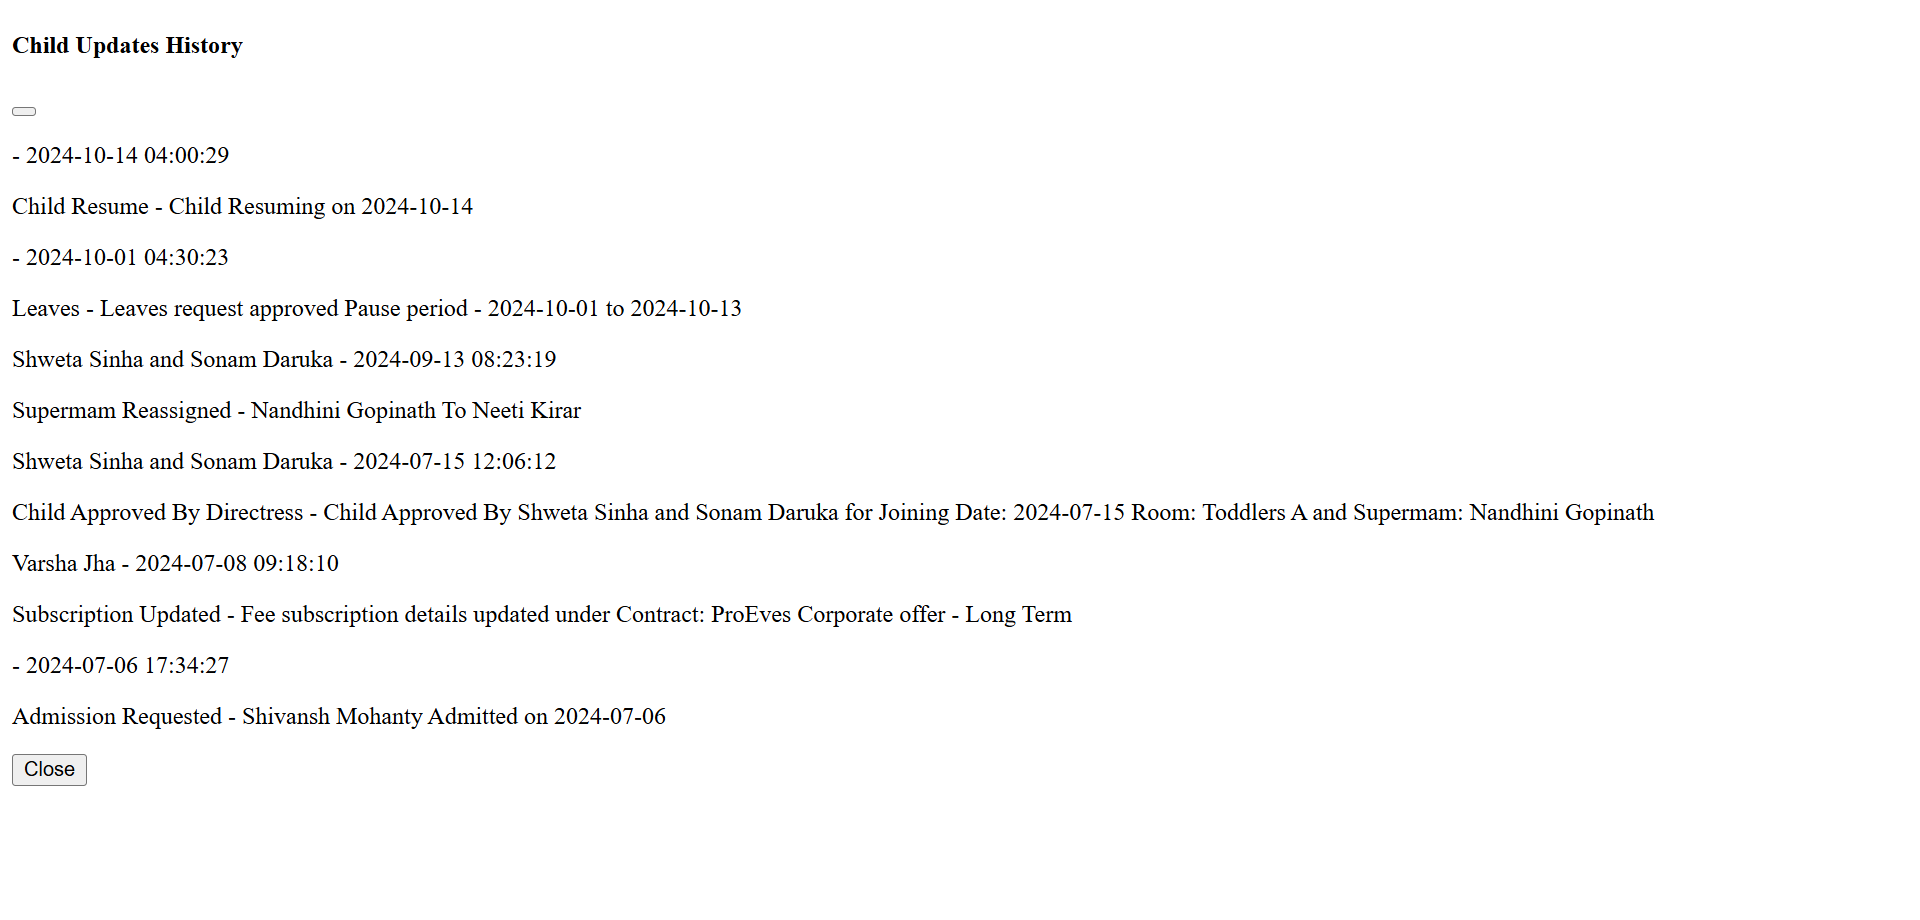 Child Updates History
- 2024-10-14 04:00:29
Child Resume - Child Resuming on 2024-10-14
- 2024-10-01 04:30:23
Leaves - Leaves request approved Pause period - 2024-10-01 to 2024-10-13
Shweta Sinha and Sonam Daruka - 2024-09-13 08:23:19
Supermam Reassigned - Nandhini Gopinath To Neeti Kirar
Shweta Sinha and Sonam Daruka - 2024-07-15 12:06:12
Child Approved By Directress - Child Approved By Shweta Sinha and Sonam Daruka for Joining Date: 2024-07-15 Room: Toddlers A and Supermam: Nandhini Gopinath
Varsha Jha - 2024-07-08 09:18:10
Subscription Updated - Fee subscription details updated under Contract: ProEves Corporate offer - Long Term
- 2024-07-06 17:34:27
Admission Requested - Shivansh Mohanty Admitted on 2024-07-06
Close